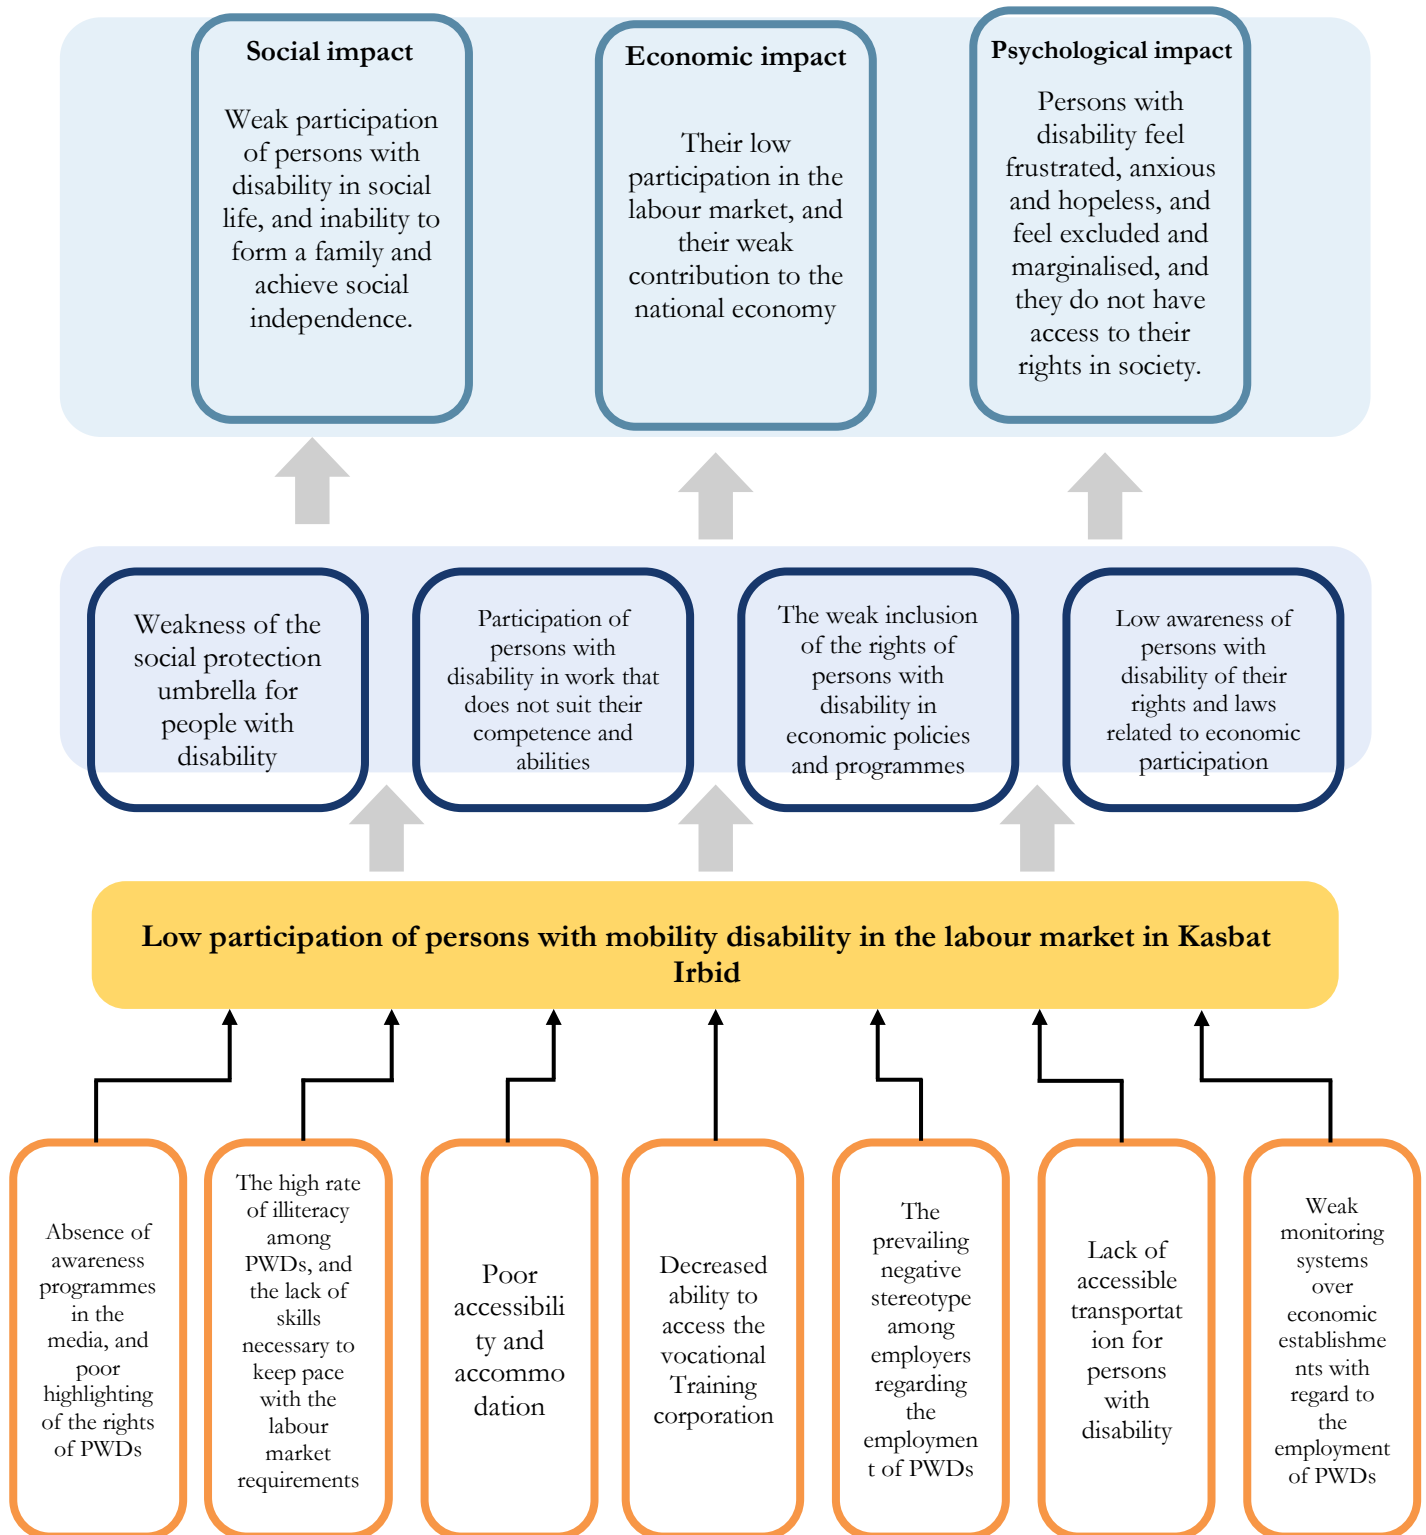 Social impact
Weak participation
of persons with
disability in social
life, and inability to
form a family and
achieve social
independence.
Economic impact
Their low
participation in the
labour market, and
their weak
contribution to the
national economy
Psychological impact
Persons with
disability feel
frustrated, anxious
and hopeless, and
feel excluded and
marginalised, and
they do not have
access to their
rights in society.
Weakness of the
social protection
umbrella for
people with
disability
Participation of
persons with
disability in work that
does not suit their
competence and
abilities
The weak inclusion
of the rights of
persons with
disability in
economic policies
and programmes
Low awareness of
persons with
disability of their
rights and laws
related to economic
participation
Low participation of persons with mobility disability in the labour market in Kasbat
Irbid
Absence of
awareness
programmes
in the
media, and
poor
highlighting
of the rights
of PWDs
The high rate
of illiteracy
among
PWDs, and
the lack of
skills
necessary to
keep pace
with the
labour
market
requirements
Poor
accessibili
ty and
accommo
dation
Decreased
ability to
access the
vocational
Training
corporation
The
prevailing
negative
stereotype
among
employers
regarding
the
employmen
t of PWDs
Lack of
accessible
transportat
ion for
persons
with
disability
Weak
monitoring
systems
over
economic
establishme
nts with
regard to
the
employment
of PWDs